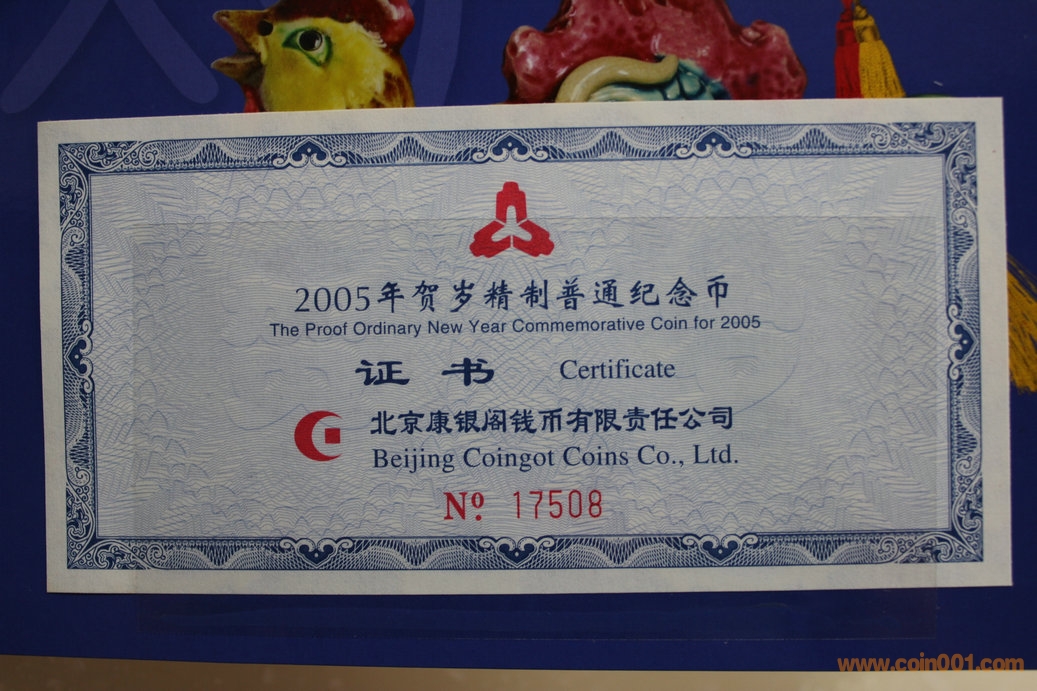 2005年贺岁精制普通纪念币
The Proof Ordinary New Year Commemorative Coin for 2005
证 书 Certificate
北京康银阁钱币有限责任公司
Beijing Coingot Coins Co., Ltd.
Nº. 17508
www.coin001.com